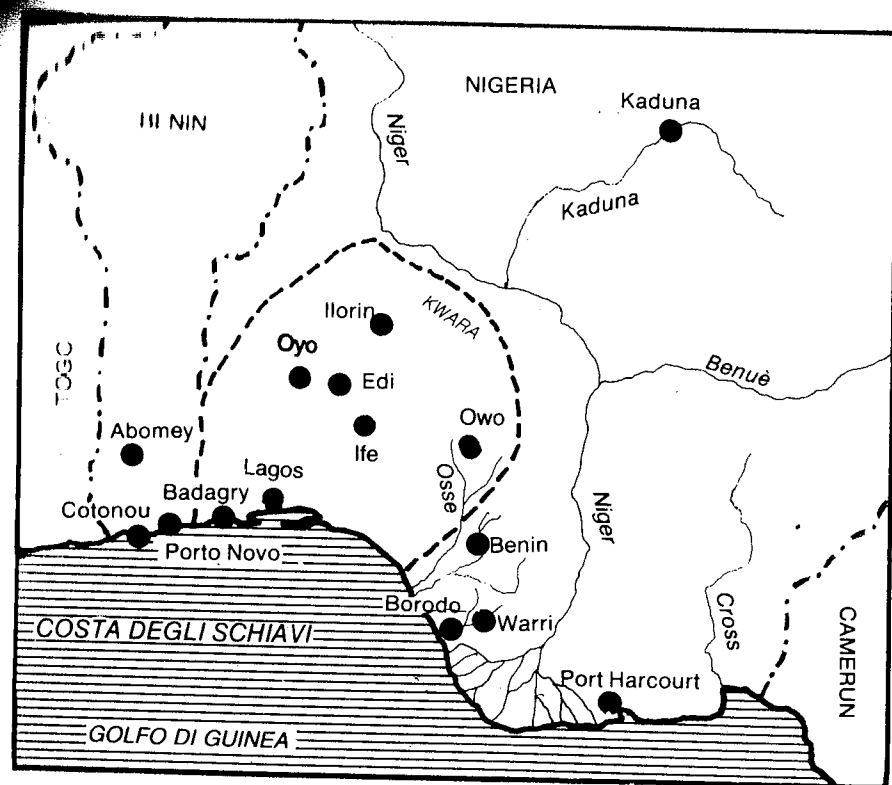 NIGERIA
Kaduna
NIN
Niger
Kaduna
Ilorin
KWARA
Oyo
Edi
Benuè
Abomey
Ife
Owo
Lagos
Osse
Badagry
Niger
Cotonou
Porto Novo
Benin
Borodo
Warri
Cross
COSTA DEGLI SCHIAVI
CAMERUN
Port Harcourt
GOLFO DI GUINEA